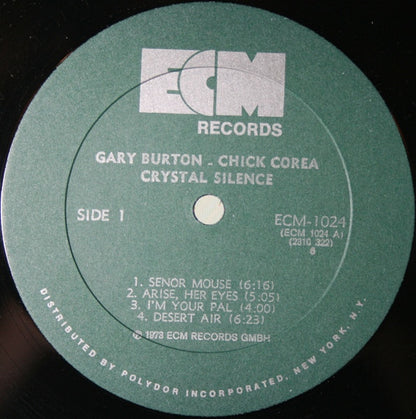 ECM
RECORDS
GARY BURTON - CHICK COREA
CRYSTAL SILENCE
SIDE 1
ECM-1024
(ECM 1024 A)
(2310 322)
1. SENOR MOUSE (6:16)
2. ARISE, HER EYES (5:05)
3. I'M YOUR PAL (4:00)
4. DESERT AIR (6:23)
℗ 1973 ECM RECORDS GMBH
DISTRIBUTED BY POLYDOR INCORPORATED, NEW YORK, N.Y.